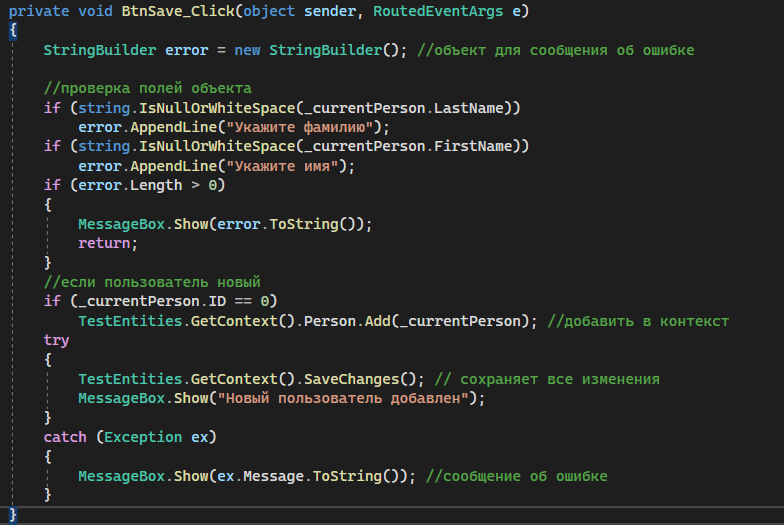 private void BtnSave_Click(object sender, RoutedEventArgs e)
{
StringBuilder error = new StringBuilder(); //объект для сообщения об ошибке
//проверка полей объекта
if (string.IsNullOrWhiteSpace(_currentPerson.LastName))
error.AppendLine("Укажите фамилию");
if (string.IsNullOrWhiteSpace(_currentPerson.FirstName))
error.AppendLine("Укажите имя");
if (error.Length > 0)
{
MessageBox.Show(error.ToString());
return;
}
//если пользователь новый
if (_currentPerson.ID == 0)
TestEntities.GetContext().Person.Add(_currentPerson); //добавить в контекст
try
{
TestEntities.GetContext().SaveChanges(); // сохраняет все изменения
MessageBox.Show("Новый пользователь добавлен");
}
catch (Exception ex)
{
MessageBox.Show(ex.Message.ToString()); //сообщение об ошибке
}
}